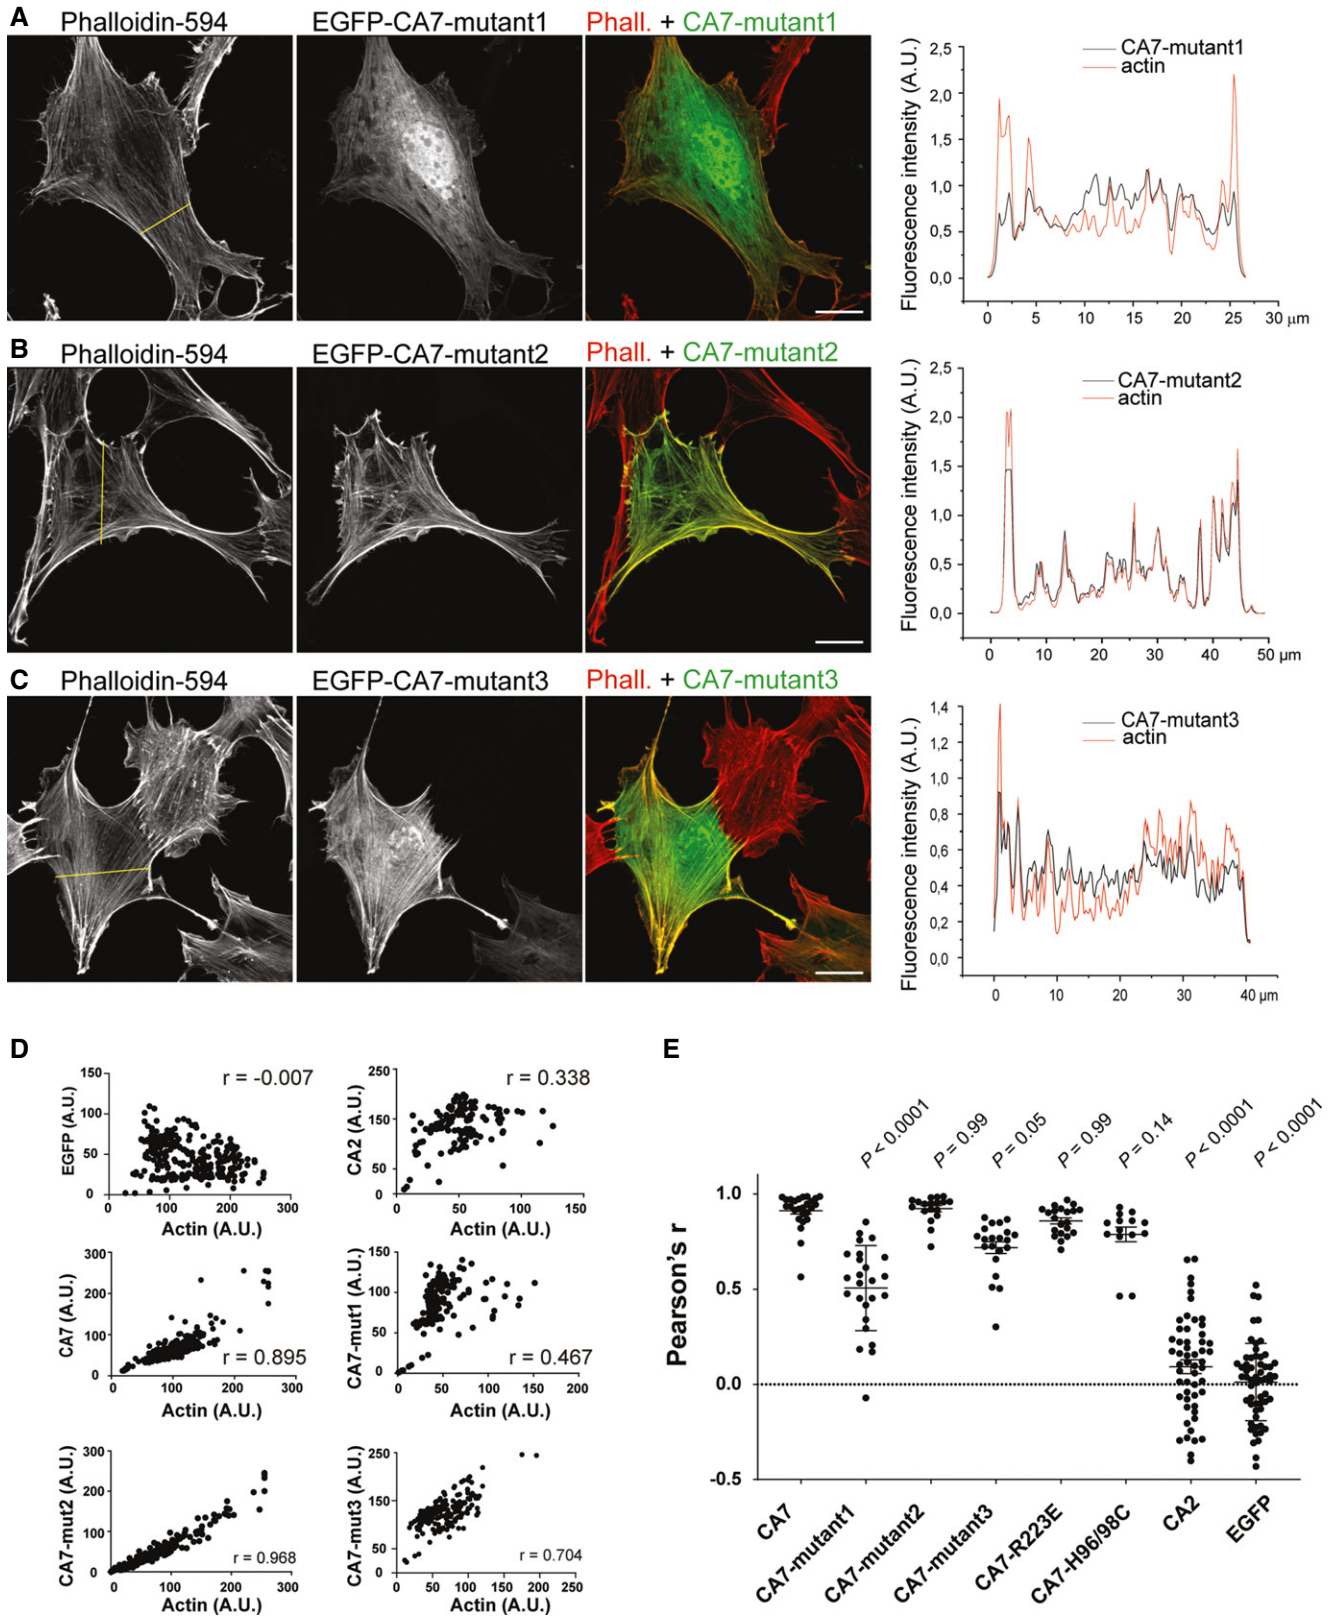 A
Phalloidin-594
EGFP-CA7-mutant1
Phall. + CA7-mutant1
Fluorescence intensity (A.U.)
2,5
2,0
1,5
1,0
0,5
0,0
CA7-mutant1
actin
0 5 10 15 20 25 30 µm
B
Phalloidin-594
EGFP-CA7-mutant2
Phall. + CA7-mutant2
Fluorescence intensity (A.U.)
2,5
2,0
1,5
1,0
0,5
0,0
CA7-mutant2
actin
0 10 20 30 40 50 µm
C
Phalloidin-594
EGFP-CA7-mutant3
Phall. + CA7-mutant3
Fluorescence intensity (A.U.)
1,4
1,2
1,0
0,8
0,6
0,4
0,2
0,0
CA7-mutant3
actin
0 10 20 30 40 µm
D
EGFP (A.U.)
150
100
50
0
r = -0.007
0 100 200 300
Actin (A.U.)
CA2 (A.U.)
250
150
50
0
r = 0.338
0 50 100 150
Actin (A.U.)
CA7 (A.U.)
300
200
100
0
r = 0.895
0 100 200 300
Actin (A.U.)
CA7-mut1 (A.U.)
150
100
50
0
r = 0.467
0 50 100 150 200
Actin (A.U.)
CA7-mut2 (A.U.)
300
200
100
0
r = 0.968
0 100 200 300
Actin (A.U.)
CA7-mut3 (A.U.)
250
150
50
0
r = 0.704
0 50 100 150 200 250
Actin (A.U.)
E
P < 0.0001
P = 0.99
P = 0.05
P = 0.99
P = 0.14
P < 0.0001
P < 0.0001
Pearson's r
1.0
0.5
0.0
-0.5
CA7
CA7-mutant1
CA7-mutant2
CA7-mutant3
CA7-R223E
CA7-H96/98C
CA2
EGFP